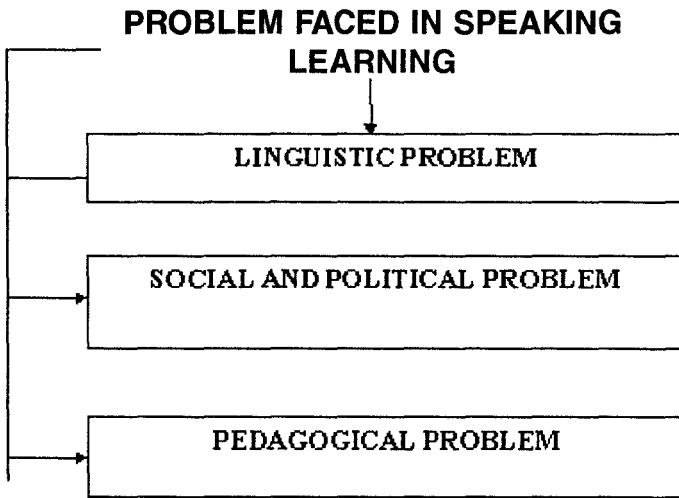 PROBLEM FACED IN SPEAKING
LEARNING
LINGUISTIC PROBLEM
SOCIAL AND POLITICAL PROBLEM
PEDAGOGICAL PROBLEM